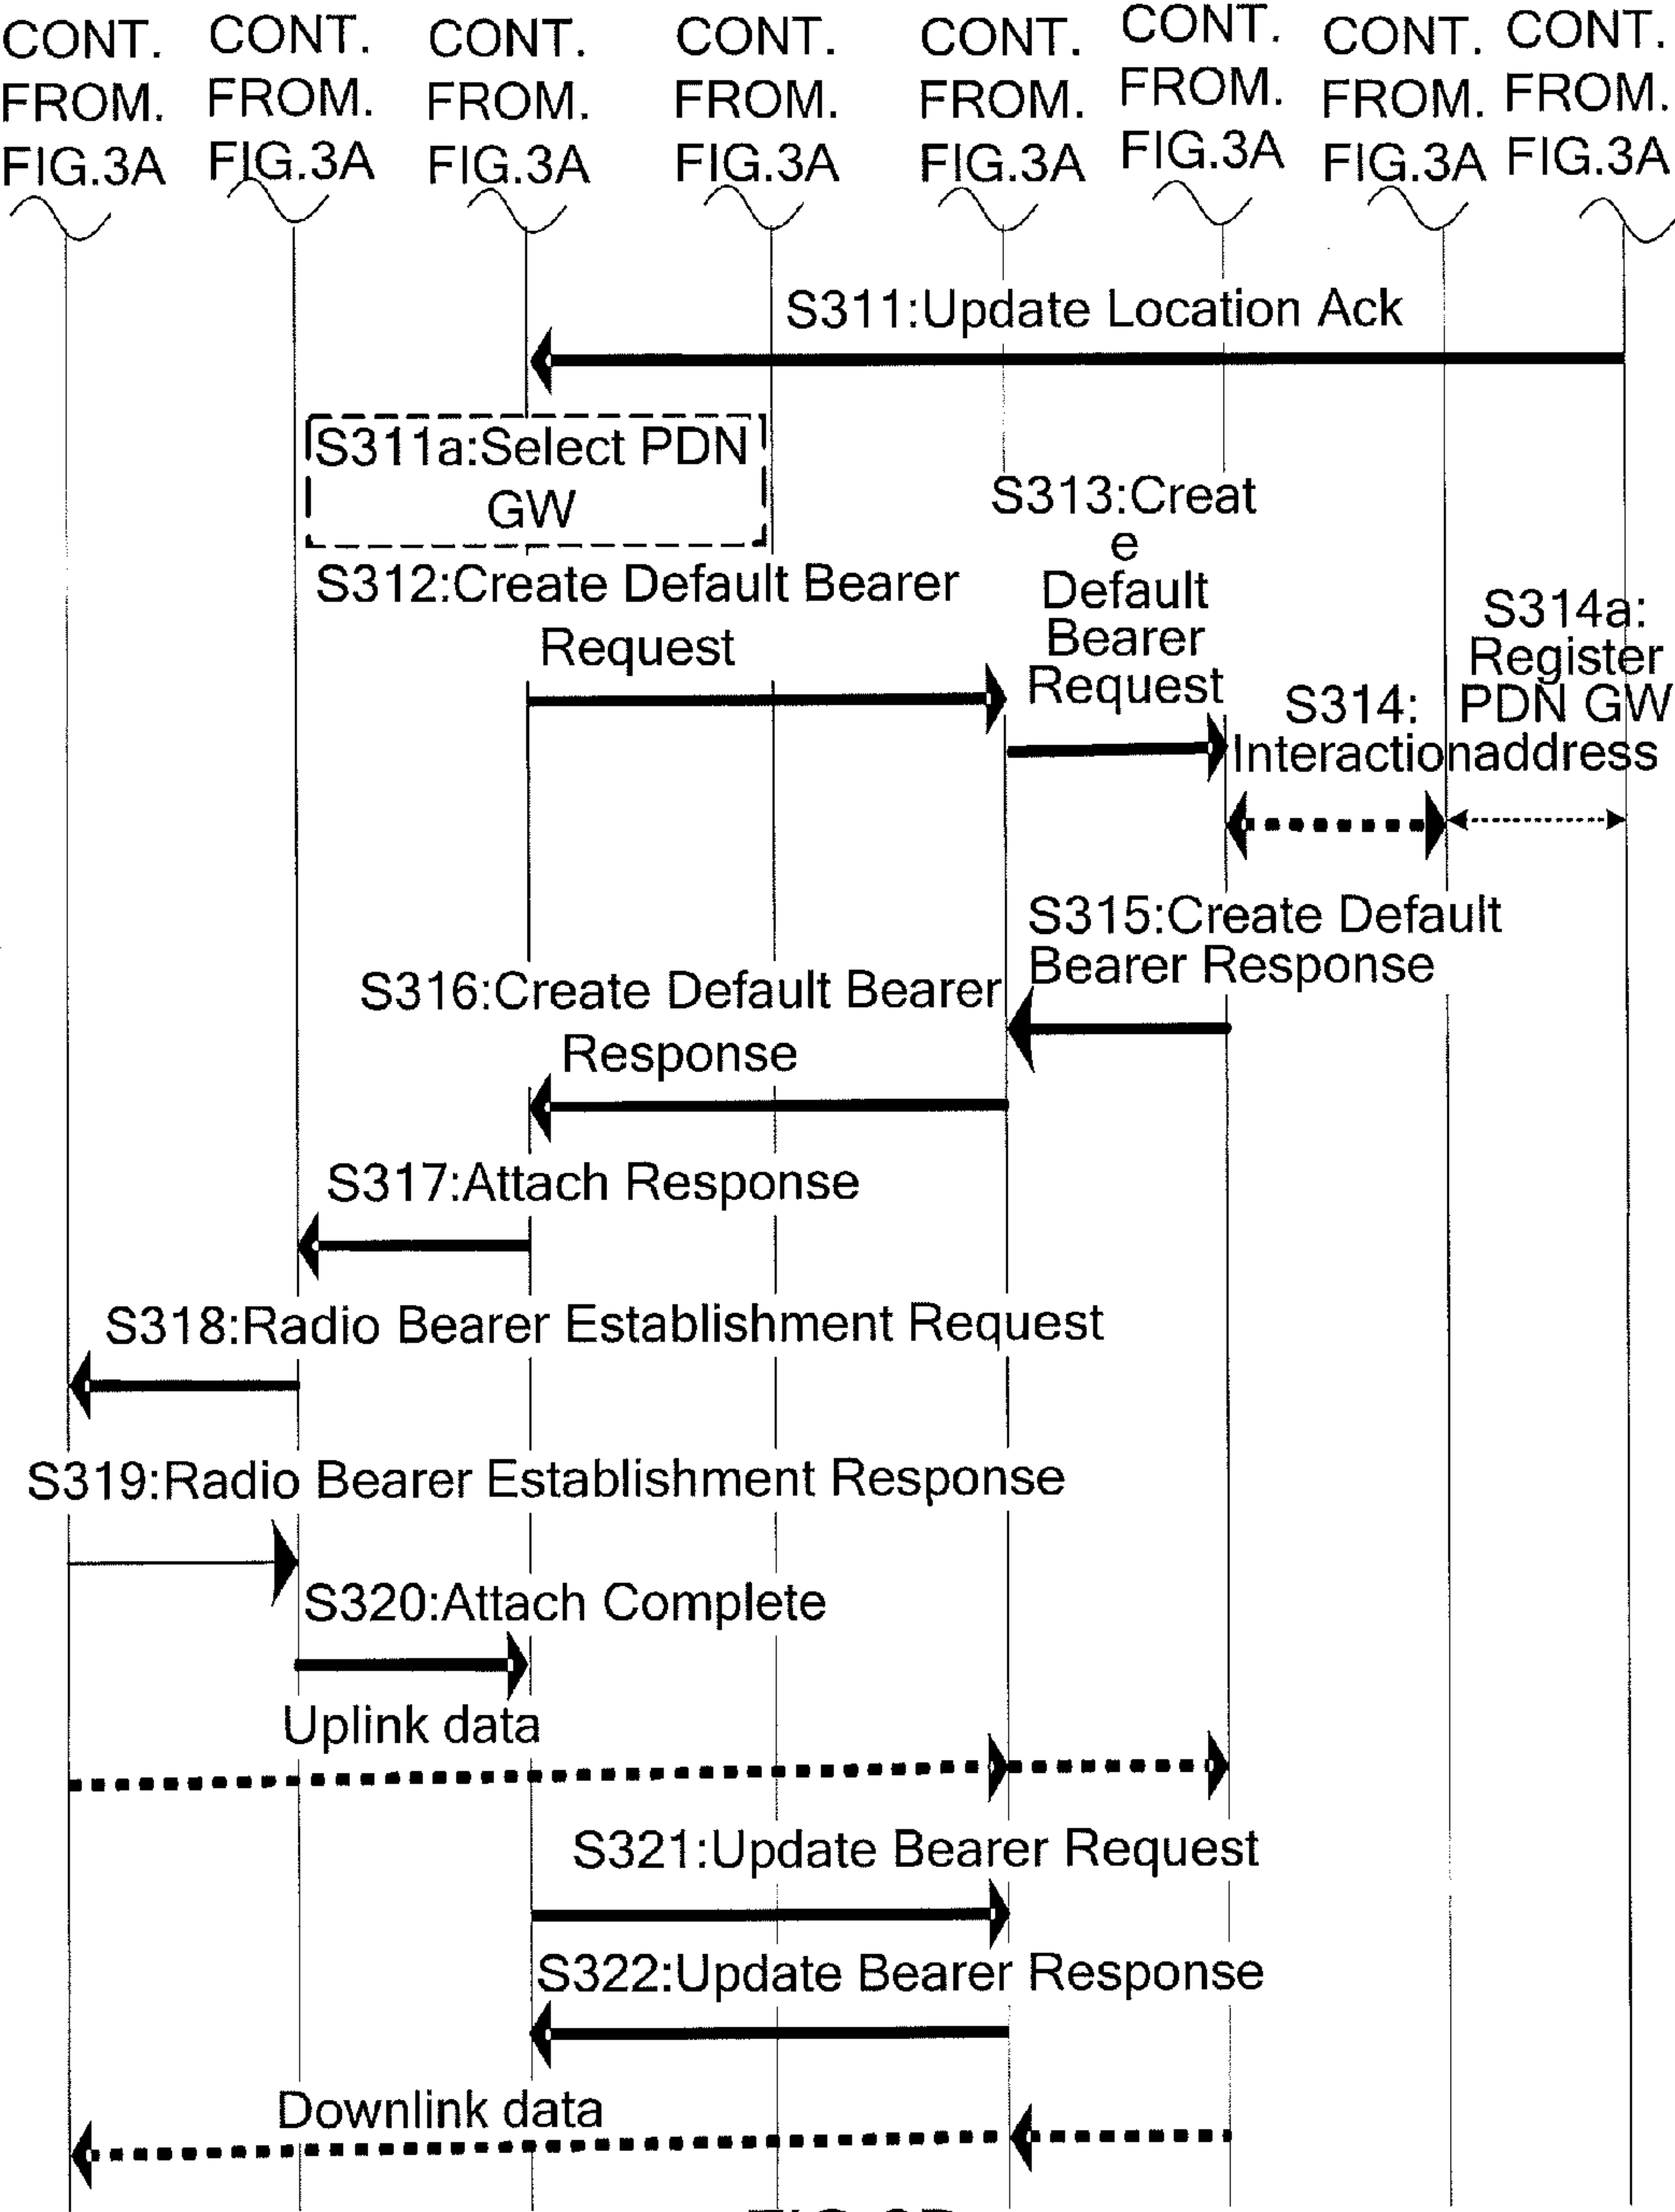 CONT. CONT. CONT. CONT. CONT. CONT. CONT. CONT.
FROM. FROM. FROM. FROM. FROM. FROM. FROM. FROM.
FIG.3A FIG.3A FIG.3A FIG.3A FIG.3A FIG.3A FIG.3A FIG.3A
S311:Update Location Ack
S311a:Select PDN
GW
S312:Create Default Bearer
Request
S313:Creat
e
Default
Bearer
Request
S314:
Interaction
S314a:
Register
PDN GW
address
S315:Create Default
Bearer Response
S316:Create Default Bearer
Response
S317:Attach Response
S318:Radio Bearer Establishment Request
S319:Radio Bearer Establishment Response
S320:Attach Complete
Uplink data
S321:Update Bearer Request
S322:Update Bearer Response
Downlink data